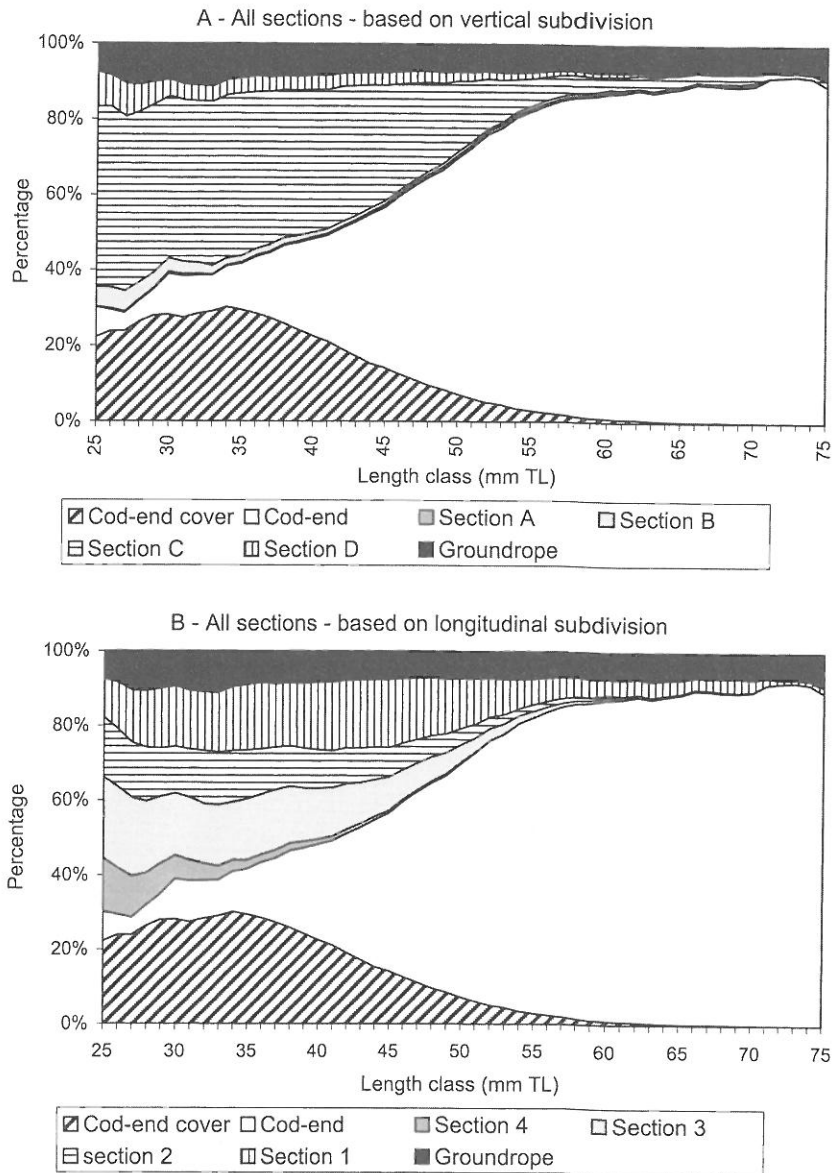 A - All sections - based on vertical subdivision
100%
80%
60%
40%
20%
0%
Percentage
25 30 35 40 45 50 55 60 65 70 75
Length class (mm TL)
Cod-end cover Cod-end Section A Section B
Section C Section D Groundrope
B - All sections - based on longitudinal subdivision
100%
80%
60%
40%
20%
0%
Percentage
25 30 35 40 45 50 55 60 65 70 75
Length class (mm TL)
Cod-end cover Cod-end Section 4 Section 3
section 2 Section 1 Groundrope